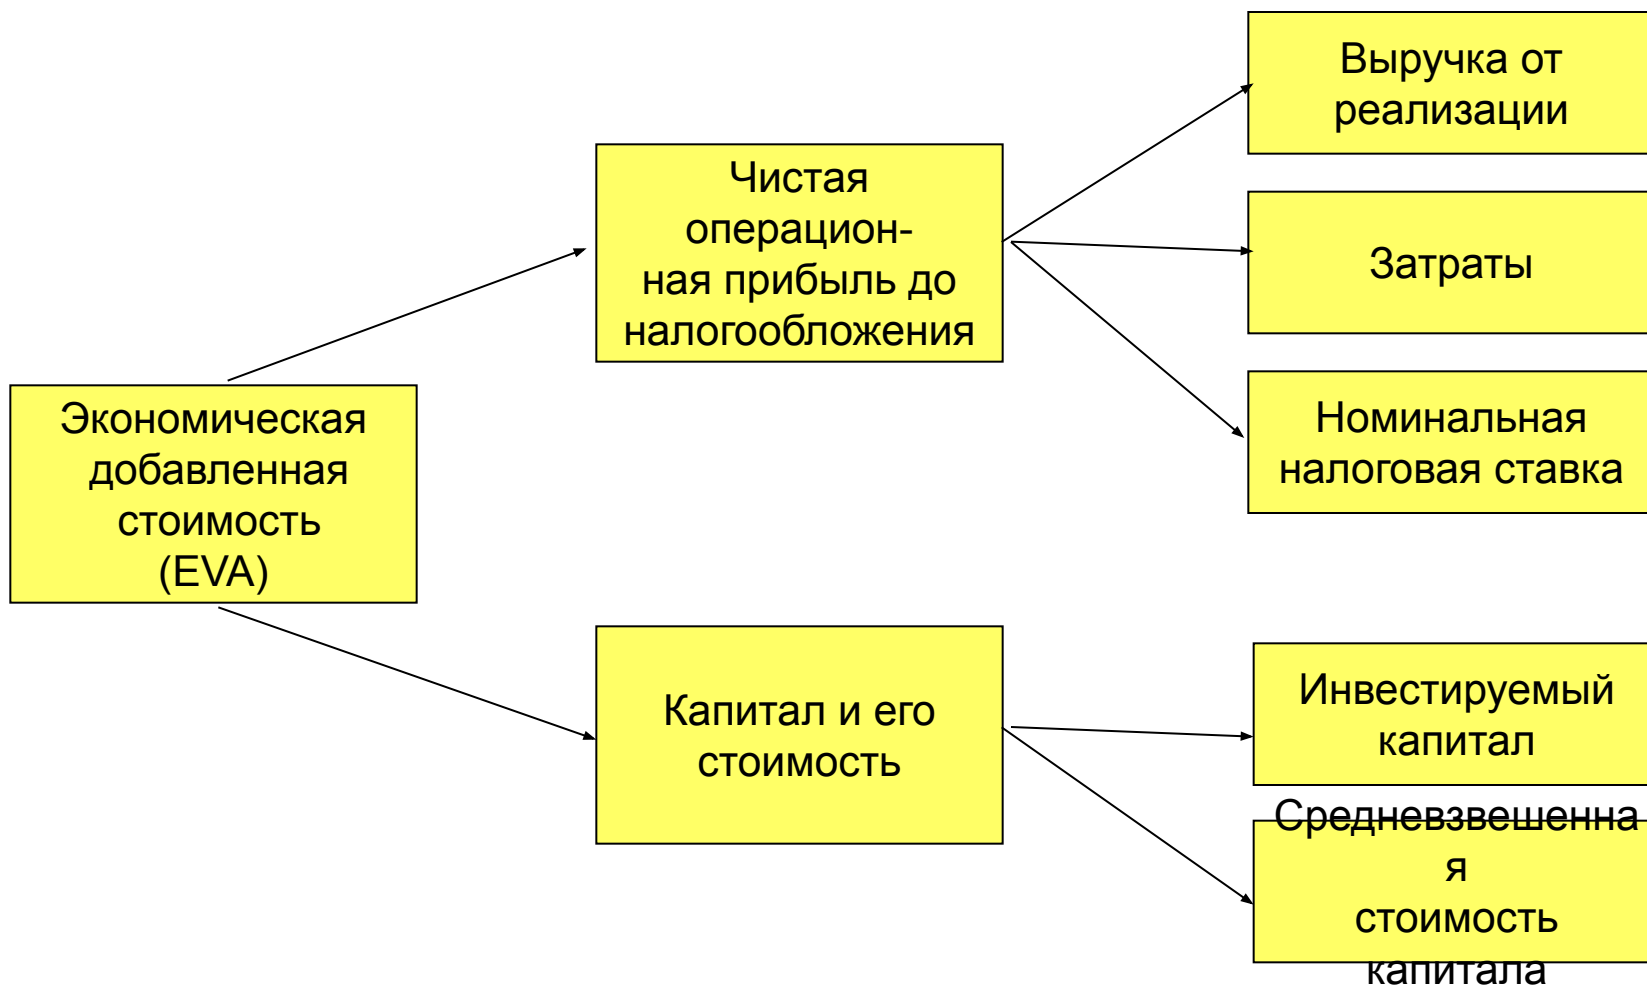 Выручка от
реализации
Чистая
операцион-
ная прибыль до
налогообложения
Затраты
Номинальная
налоговая ставка
Экономическая
добавленная
стоимость
(EVA)
Капитал и его
стоимость
Инвестируемый
капитал
Средневзвешенна
я
стоимость
капитала